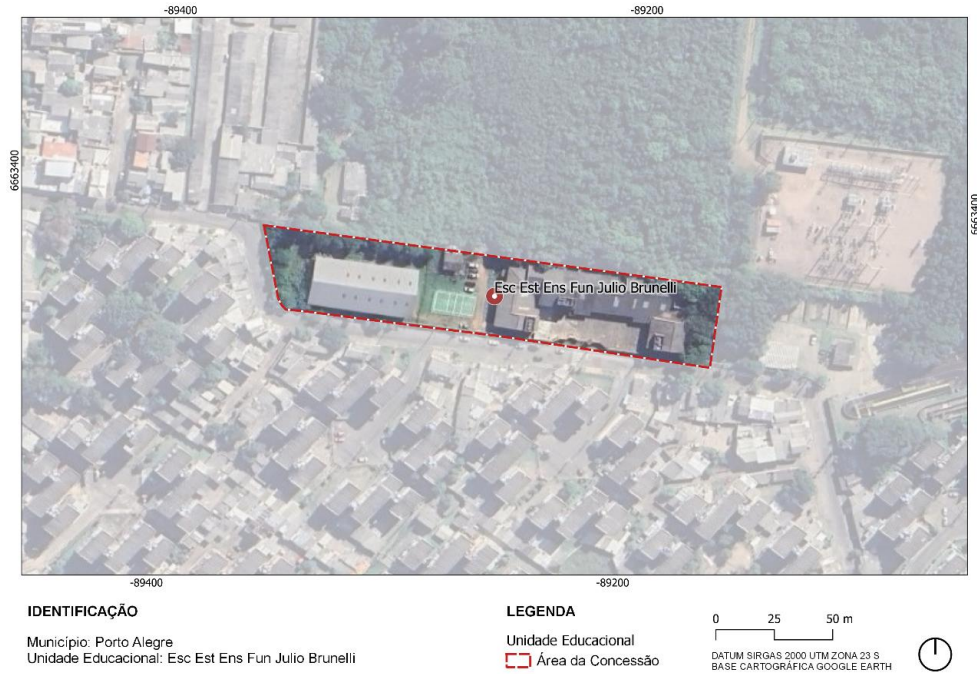 -89400
-89200
6663400
6663400
Esc Est Ens Fun Julio Brunelli
-89400
-89200
IDENTIFICAÇÃO
Município: Porto Alegre
Unidade Educacional: Esc Est Ens Fun Julio Brunelli
LEGENDA
Unidade Educacional
Área da Concessão
0 25 50 m
DATUM SIRGAS 2000 UTM ZONA 23 S
BASE CARTOGRÁFICA GOOGLE EARTH